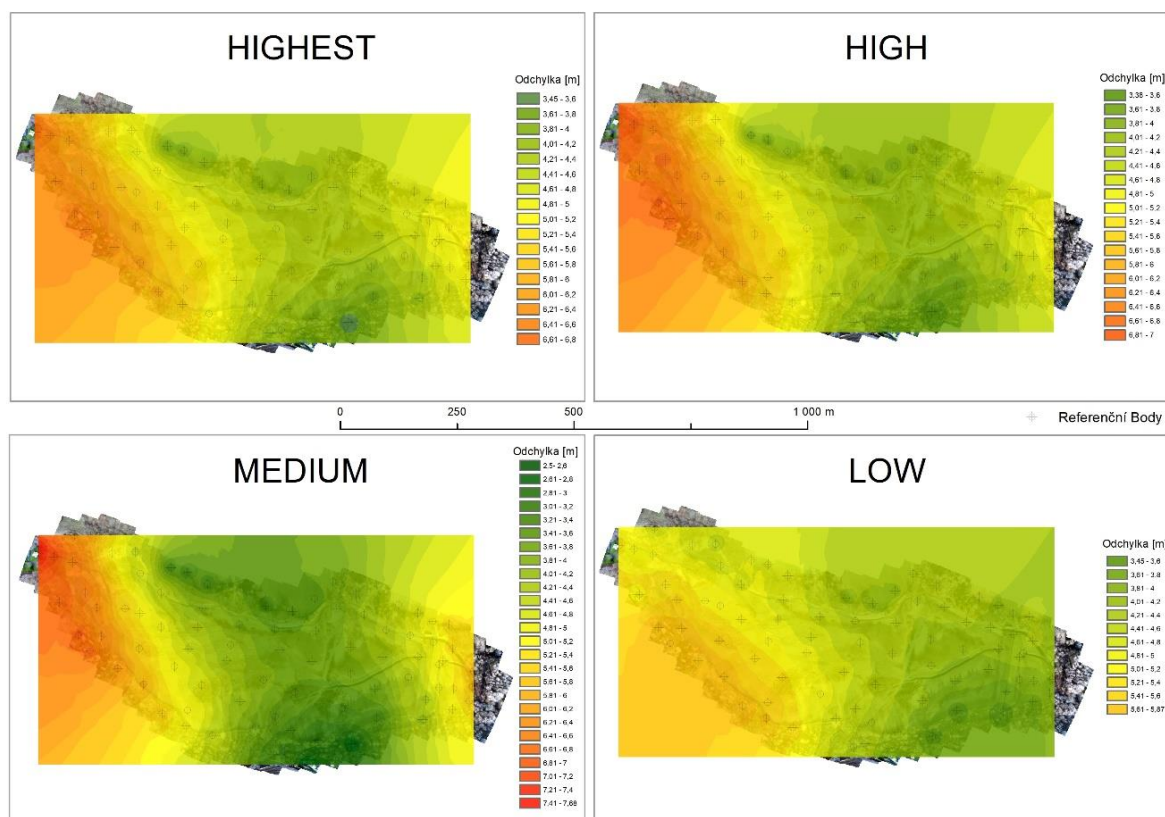 HIGHEST
Odchylka [m]
3,45 - 3,6
3,61 - 3,8
3,81 - 4
4,01 - 4,2
4,21 - 4,4
4,41 - 4,6
4,61 - 4,8
4,81 - 5
5,01 - 5,2
5,21 - 5,4
5,41 - 5,6
5,61 - 5,8
5,81 - 6
6,01 - 6,2
6,21 - 6,4
6,41 - 6,6
6,61 - 6,8
HIGH
Odchylka [m]
3,38 - 3,6
3,61 - 3,8
3,81 - 4
4,01 - 4,2
4,21 - 4,4
4,41 - 4,6
4,61 - 4,8
4,81 - 5
5,01 - 5,2
5,21 - 5,4
5,41 - 5,6
5,61 - 5,8
5,81 - 6
6,01 - 6,2
6,21 - 6,4
6,41 - 6,6
6,61 - 6,8
6,81 - 7
0 250 500 1 000 m
Referenční Body
MEDIUM
Odchylka [m]
2,5 - 2,6
2,61 - 2,8
2,81 - 3
3,01 - 3,2
3,21 - 3,4
3,41 - 3,6
3,61 - 3,8
3,81 - 4
4,01 - 4,2
4,21 - 4,4
4,41 - 4,6
4,61 - 4,8
4,81 - 5
5,01 - 5,2
5,21 - 5,4
5,41 - 5,6
5,61 - 5,8
5,81 - 6
6,01 - 6,2
6,21 - 6,4
6,41 - 6,6
6,61 - 6,8
6,81 - 7
7,01 - 7,2
7,21 - 7,4
7,41 - 7,68
LOW
Odchylka [m]
3,45 - 3,6
3,61 - 3,8
3,81 - 4
4,01 - 4,2
4,21 - 4,4
4,41 - 4,6
4,61 - 4,8
4,81 - 5
5,01 - 5,2
5,21 - 5,4
5,41 - 5,6
5,61 - 5,87